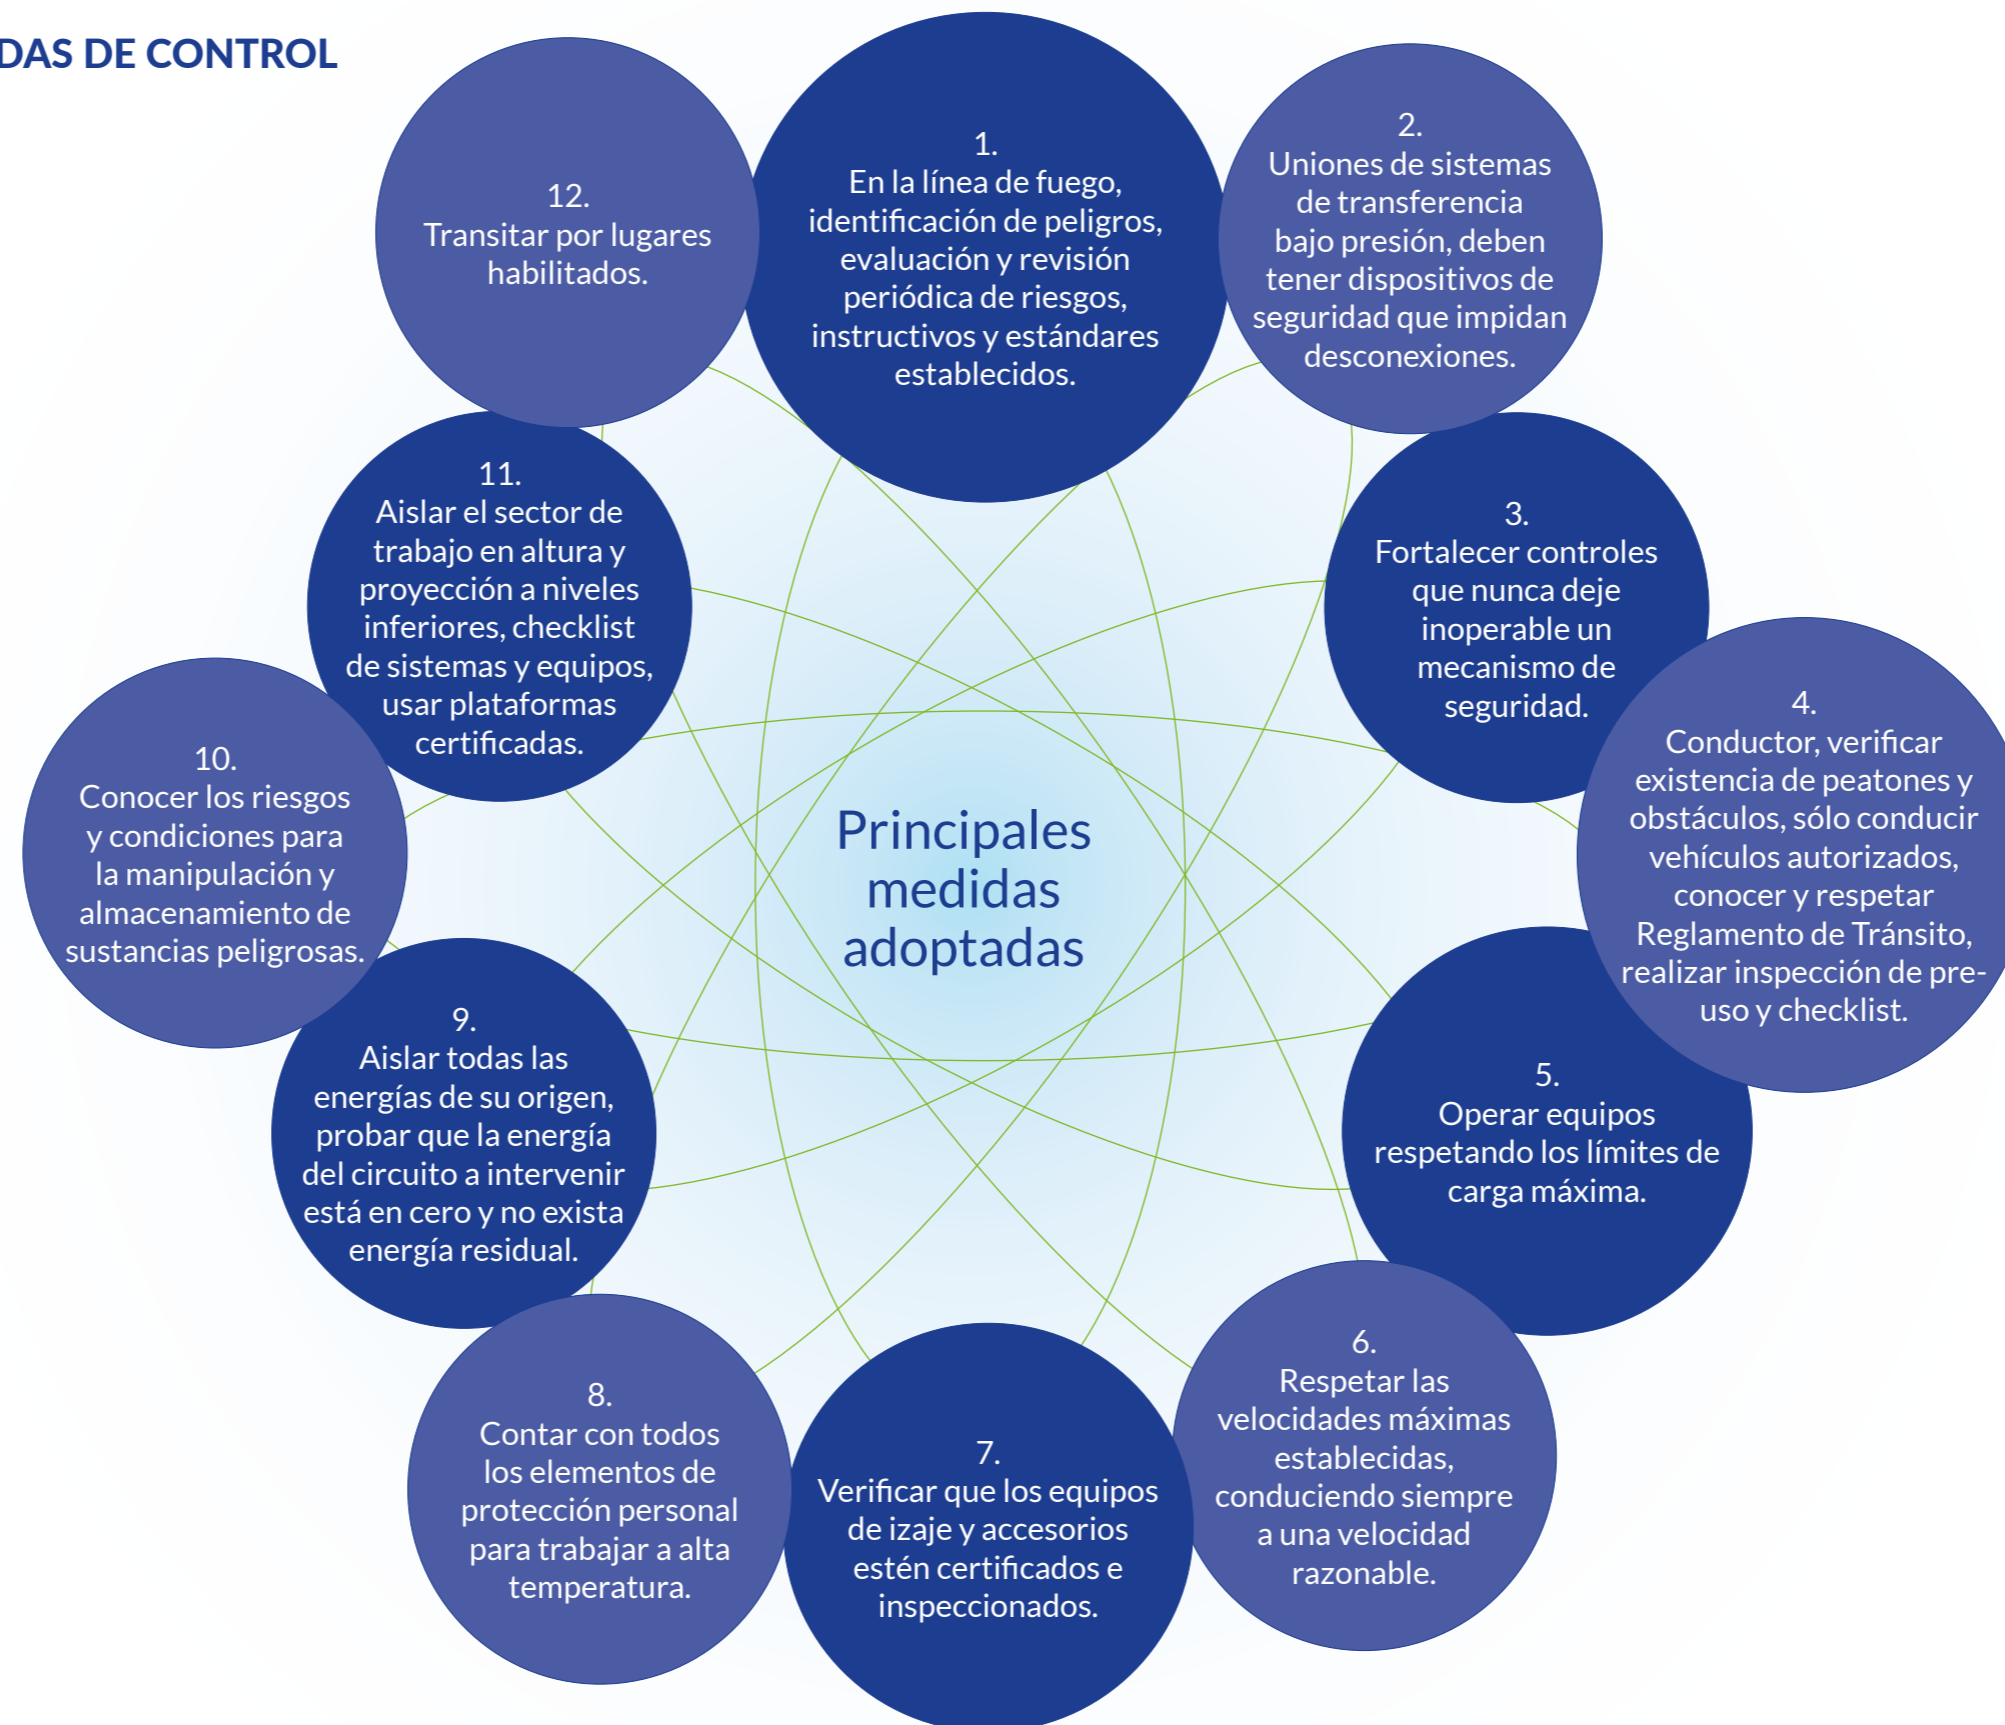 DAS DE CONTROL
1.
En la línea de fuego,
identificación de peligros,
evaluación y revisión
periódica de riesgos,
instructivos y estándares
establecidos.
2.
Uniones de sistemas
de transferencia
bajo presión, deben
tener dispositivos de
seguridad que impidan
desconexiones.
3.
Fortalecer controles
que nunca deje
inoperable un
mecanismo de
seguridad.
4.
Conductor, verificar
existencia de peatones y
obstáculos, sólo conducir
vehículos autorizados,
conocer y respetar
Reglamento de Tránsito,
realizar inspección de pre-
uso y checklist.
5.
Operar equipos
respetando los límites de
carga máxima.
6.
Respetar las
velocidades máximas
establecidas,
conduciendo siempre
a una velocidad
razonable.
7.
Verificar que los equipos
de izaje y accesorios
estén certificados e
inspeccionados.
8.
Contar con todos
los elementos de
protección personal
para trabajar a alta
temperatura.
9.
Aislar todas las
energías de su origen,
probar que la energía
del circuito a intervenir
está en cero y no exista
energía residual.
10.
Conocer los riesgos
y condiciones para
la manipulación y
almacenamiento de
sustancias peligrosas.
11.
Aislar el sector de
trabajo en altura y
proyección a niveles
inferiores, checklist
de sistemas y equipos,
usar plataformas
certificadas.
12.
Transitar por lugares
habilitados.
Principales
medidas
adoptadas